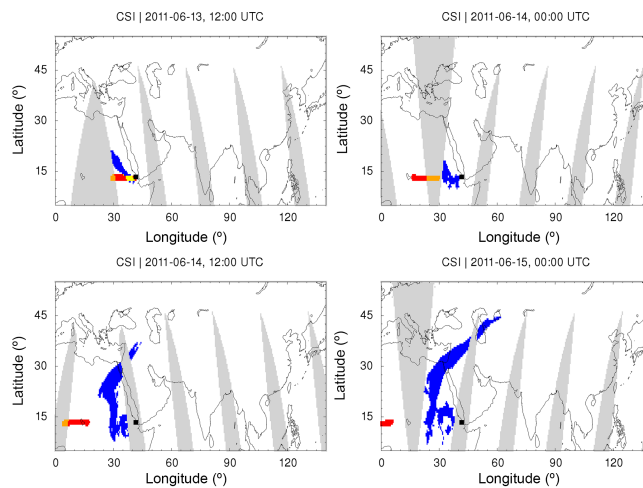 CSI | 2011-06-13, 12:00 UTC
CSI | 2011-06-14, 00:00 UTC
Latitude (º)
45
30
15
0 30 60 90 120
Longitude (º)
Latitude (º)
45
30
15
0 30 60 90 120
Longitude (º)
CSI | 2011-06-14, 12:00 UTC
CSI | 2011-06-15, 00:00 UTC
Latitude (º)
45
30
15
0 30 60 90 120
Longitude (º)
Latitude (º)
45
30
15
0 30 60 90 120
Longitude (º)